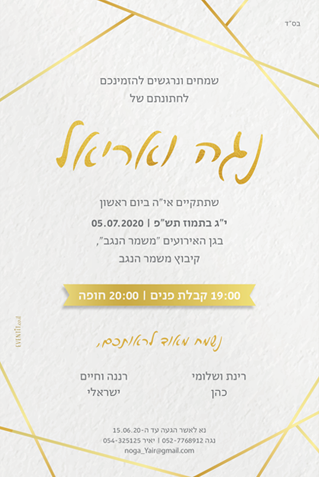 בס"ד
שמחים ונרגשים להזמינכם
לחתונתם של
נגה ואריאל
שתתקיים אי"ה ביום ראשון
י"ג בתמוז תש"פ | 05.07.2020
בגן האירועים "משמר הנגב",
קיבוץ משמר הנגב
19:00 קבלת פנים | 20:00 חופה
נשמח מאוד לראותכם,
רינת ושלומי
כהן
רננה וחיים
ישראלי
נא לאשר הגעה עד ה-15.06.20
נגה 052-7768912 | יאיר 054-325125
noga_Yair@gmail.com